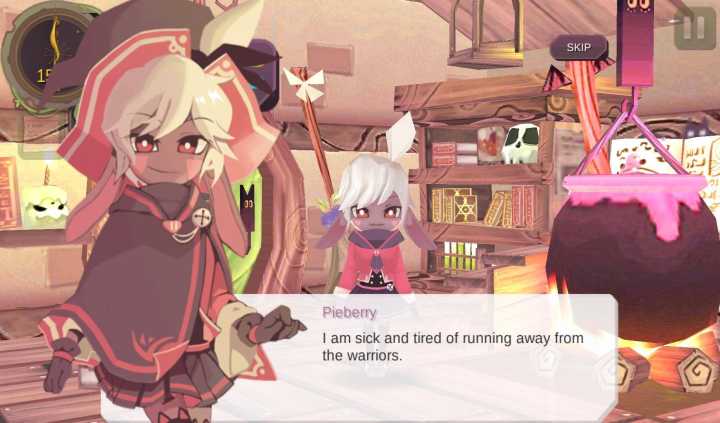 SKIP
Pieberry
I am sick and tired of running away from
the warriors.